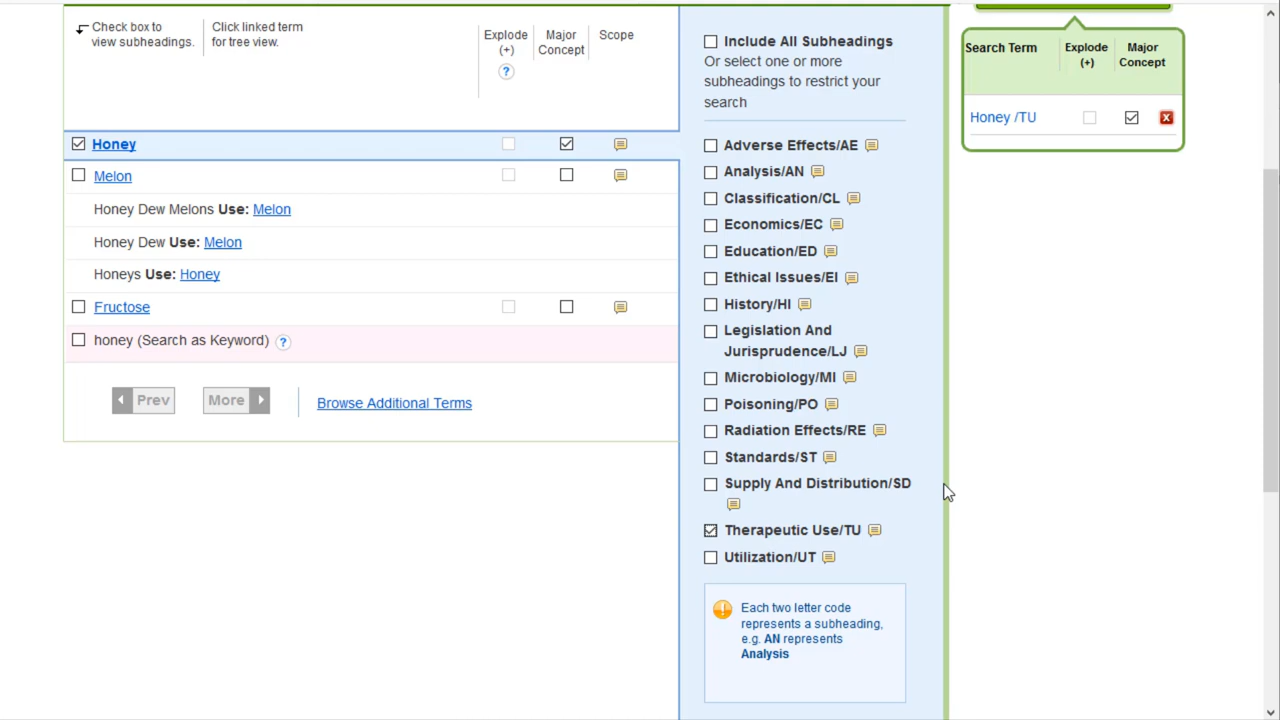 Check box to
view subheadings.
Click linked term
for tree view.
Explode
(+)
?
Major
Concept
Scope
Honey
Melon
Honey Dew Melons Use: Melon
Honey Dew Use: Melon
Honeys Use: Honey
Fructose
honey (Search as Keyword) ?
Prev
More
Browse Additional Terms
Include All Subheadings
Or select one or more
subheadings to restrict your
search
Adverse Effects/AE
Analysis/AN
Classification/CL
Economics/EC
Education/ED
Ethical Issues/EI
History/HI
Legislation And
Jurisprudence/LJ
Microbiology/MI
Poisoning/PO
Radiation Effects/RE
Standards/ST
Supply And Distribution/SD
Therapeutic Use/TU
Utilization/UT
Each two letter code
represents a subheading,
e.g. AN represents
Analysis
Search Term
Explode
(+)
Major
Concept
Honey /TU